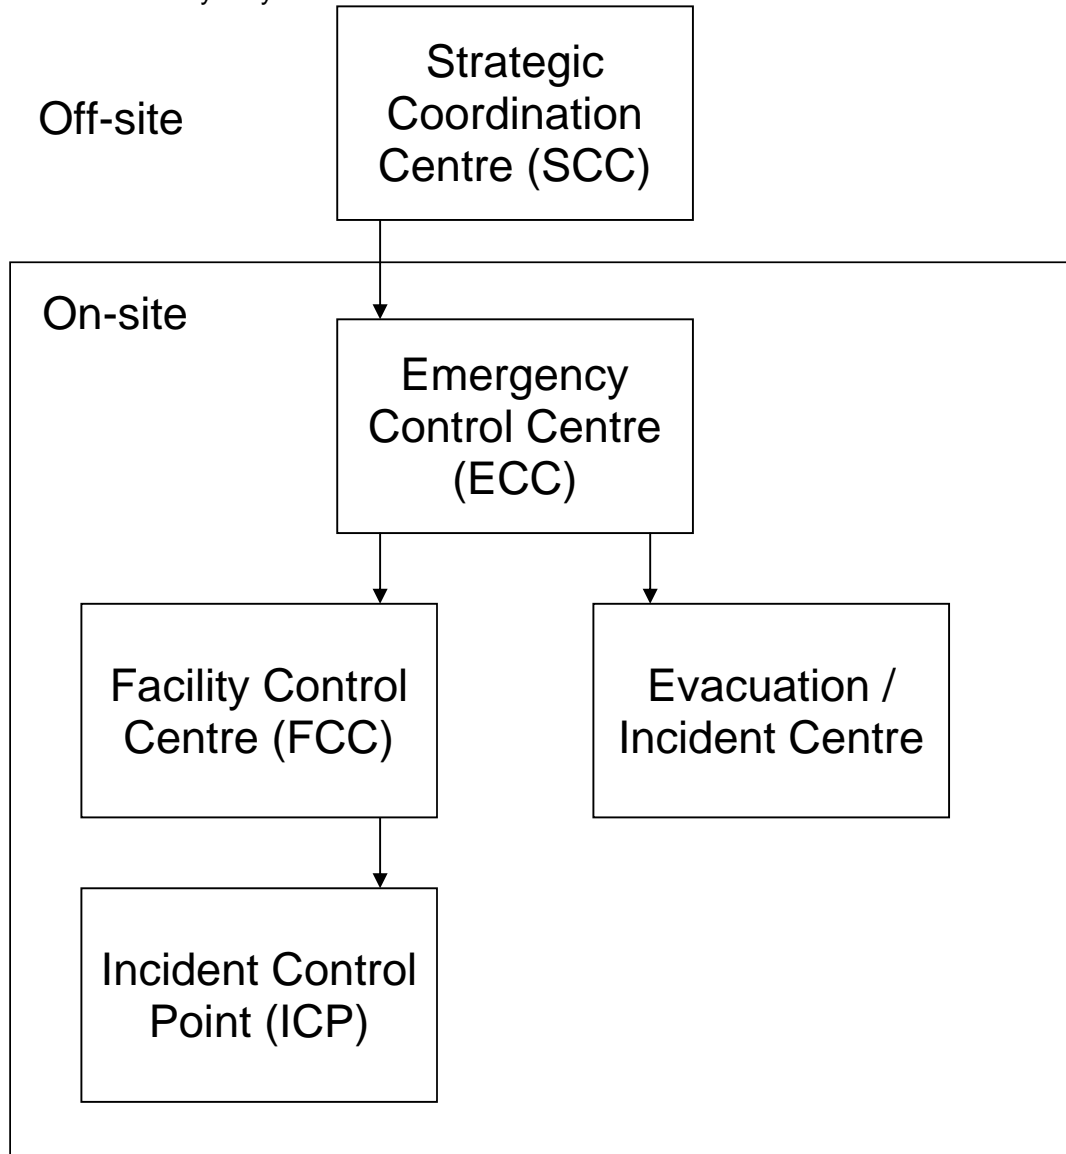 Strategic
Coordination
Centre (SCC)
Off-site
On-site
Emergency
Control Centre
(ECC)
Facility Control
Centre (FCC)
Evacuation /
Incident Centre
Incident Control
Point (ICP)